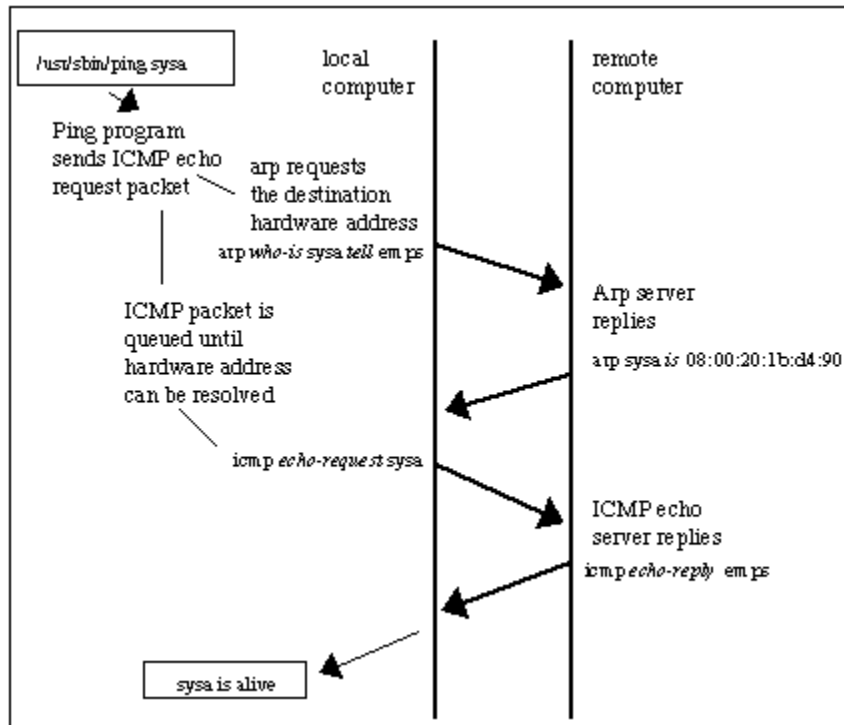 /usr/sbin/ping sysa
local
computer
remote
computer
Ping program
sends ICMP echo
request packet
arp requests
the destination
hardware address
arp who-is sysa tell emps
Arp server
replies
arp sysa is 08:00:20:1b:d4:90
ICMP packet is
queued until
hardware address
can be resolved
icmp echo-request sysa
ICMP echo
server replies
icmp echo-reply emps
sysa is alive